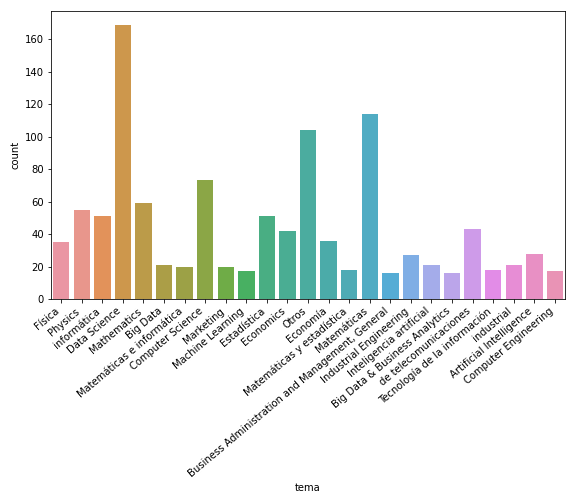 160
140
120
100
80
60
40
20
0
count
Física
Physics
Informática
Data Science
Mathematics
Big Data
Matemáticas e informática
Computer Science
Marketing
Machine Learning
Estadística
Economics
Otros
Economía
Matemáticas y estadística
Matemáticas
Business Administration and Management, General
Industrial Engineering
Inteligencia artificial
Big Data & Business Analytics
de telecomunicaciones
Tecnología de la información
industrial
Artificial Intelligence
Computer Engineering
tema